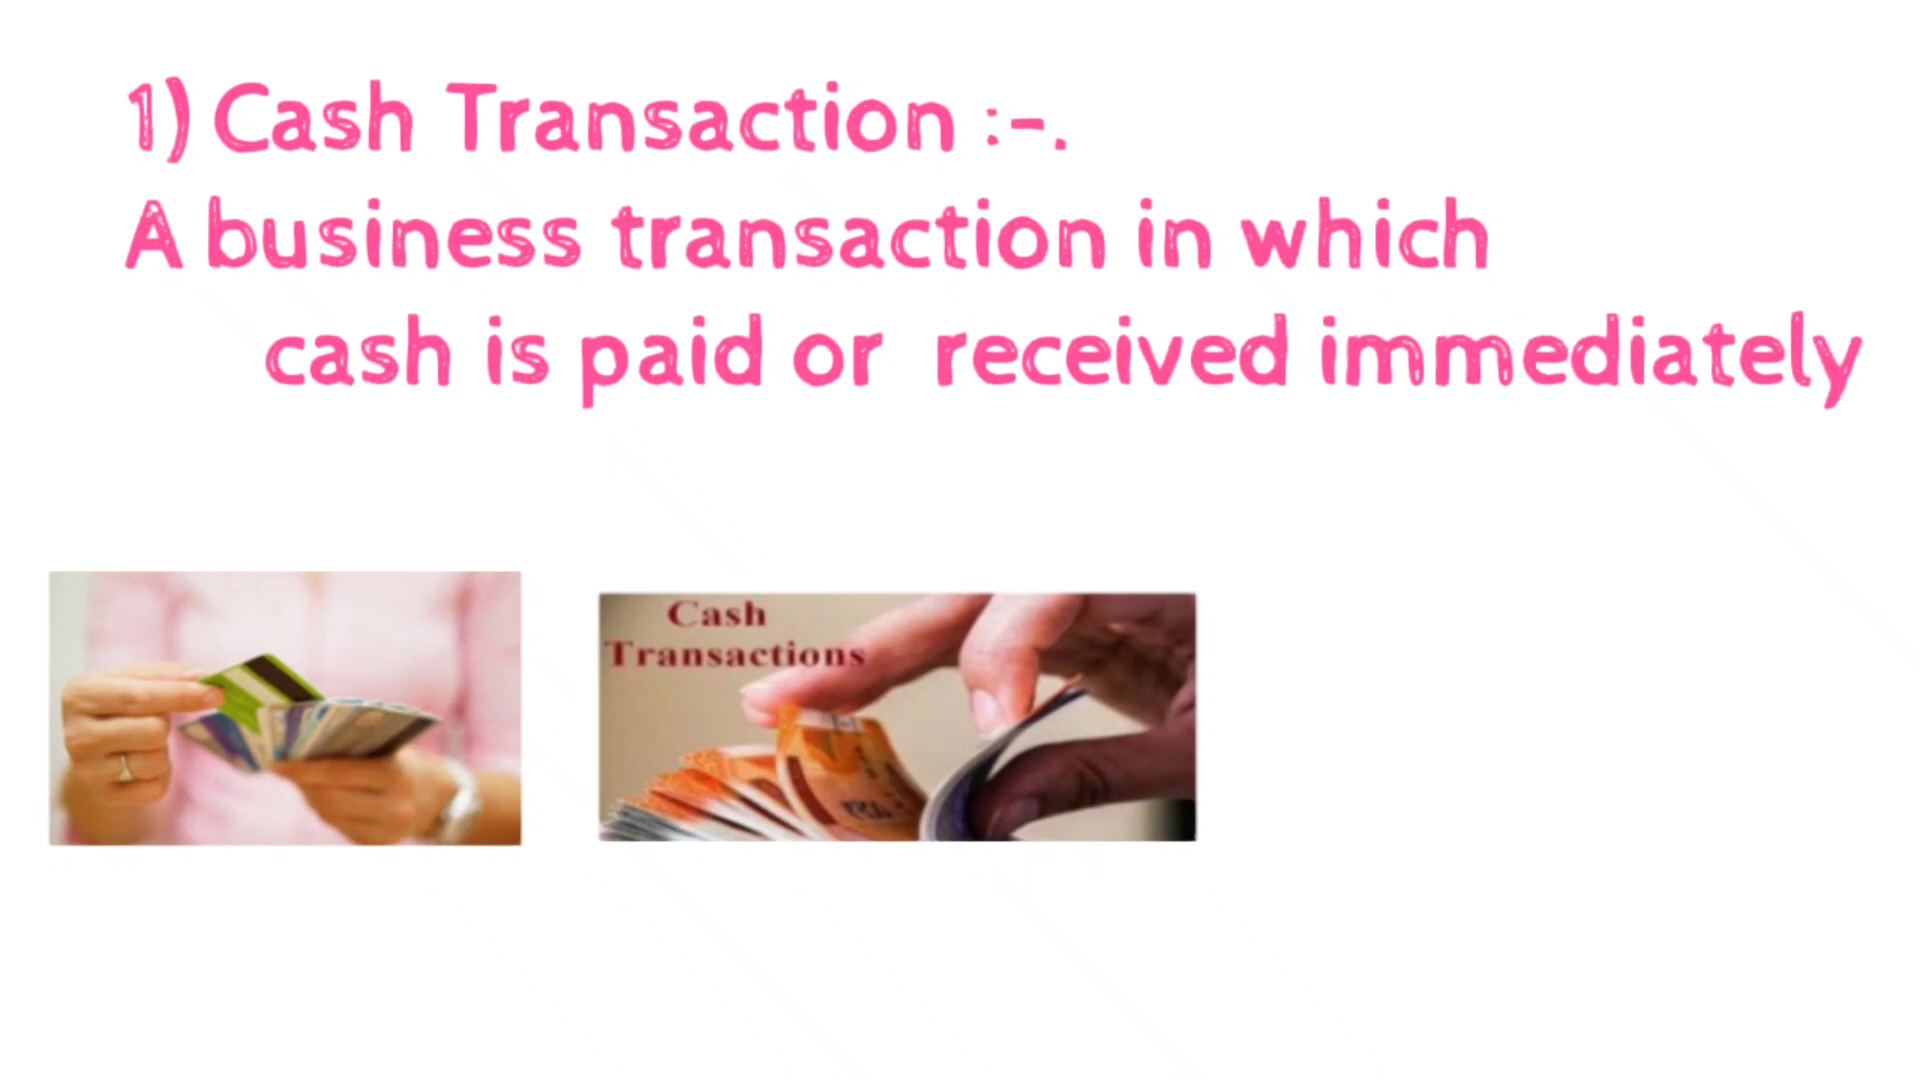 1) Cash Transaction :-.
A business transaction in which
cash is paid or received immediately
Cash
Transactions